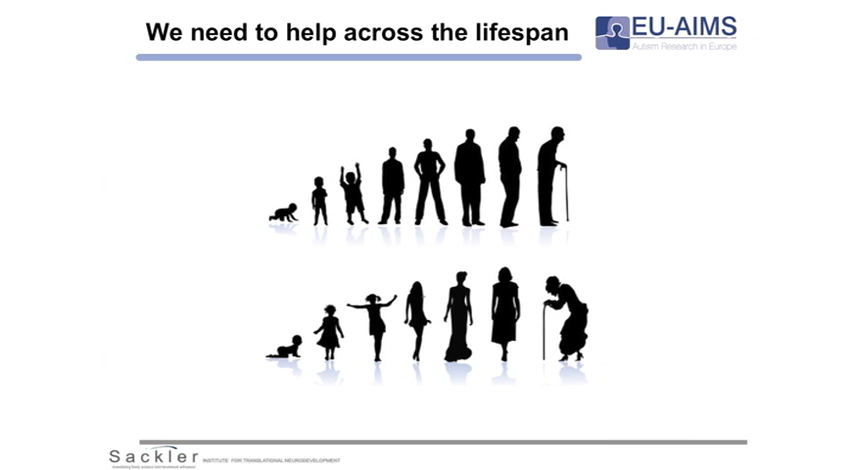 We need to help across the lifespan
EU-AIMS
Autism Research in Europe
Sackler
INSTITUTE FOR TRANSLATIONAL NEURODEVELOPMENT